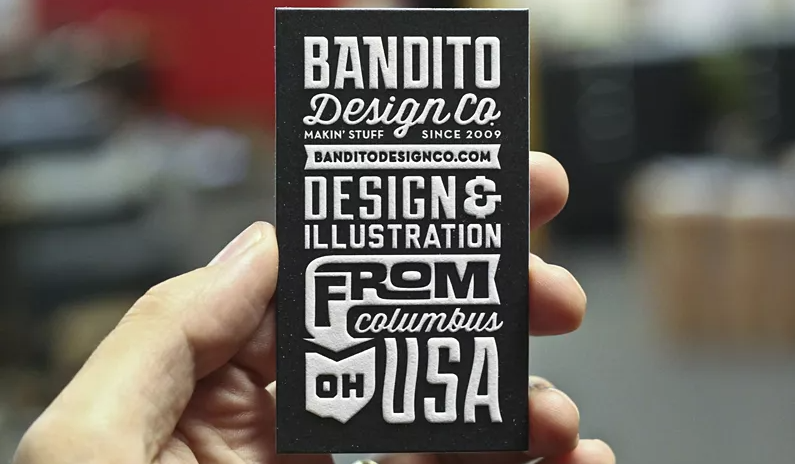 BANDITO
Design Co.
MAKIN' STUFF SINCE 2009
BANDITODESIGNCO.COM
DESIGN &
ILLUSTRATION
FROM
columbus
OH USA